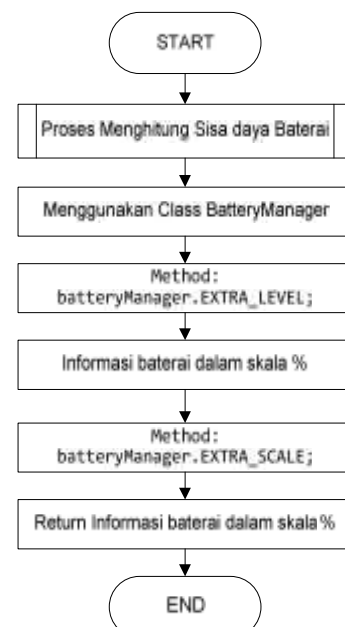 START
Proses Menghitung Sisa daya Baterai
Menggunakan Class BatteryManager
Method:
batteryManager.EXTRA_LEVEL;
Informasi baterai dalam skala %
Method:
batteryManager.EXTRA_SCALE;
Return Informasi baterai dalam skala %
END